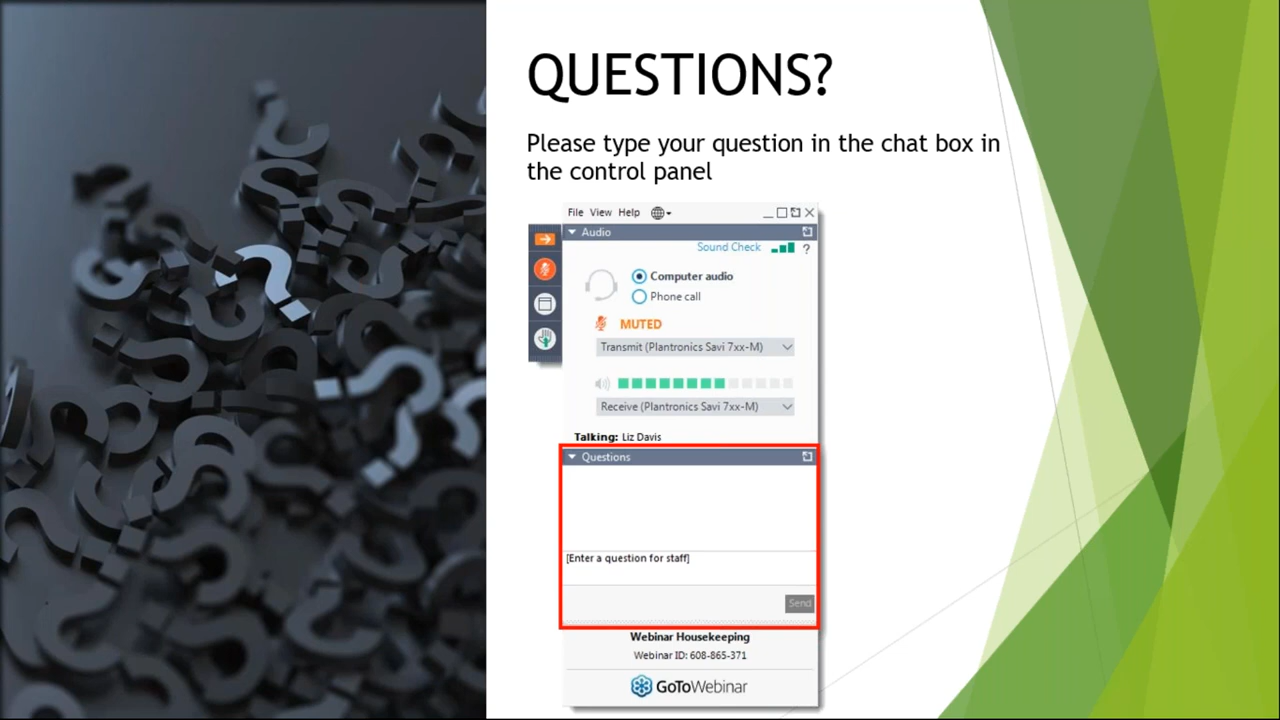 QUESTIONS?
Please type your question in the chat box in
the control panel
File View Help
Audio
Sound Check ?
Computer audio
Phone call
MUTED
Transmit (Plantronics Savi 7xx-M)
Receive (Plantronics Savi 7xx-M)
Talking: Liz Davis
Questions
[Enter a question for staff]
Send
Webinar Housekeeping
Webinar ID: 608-865-371
GoToWebinar